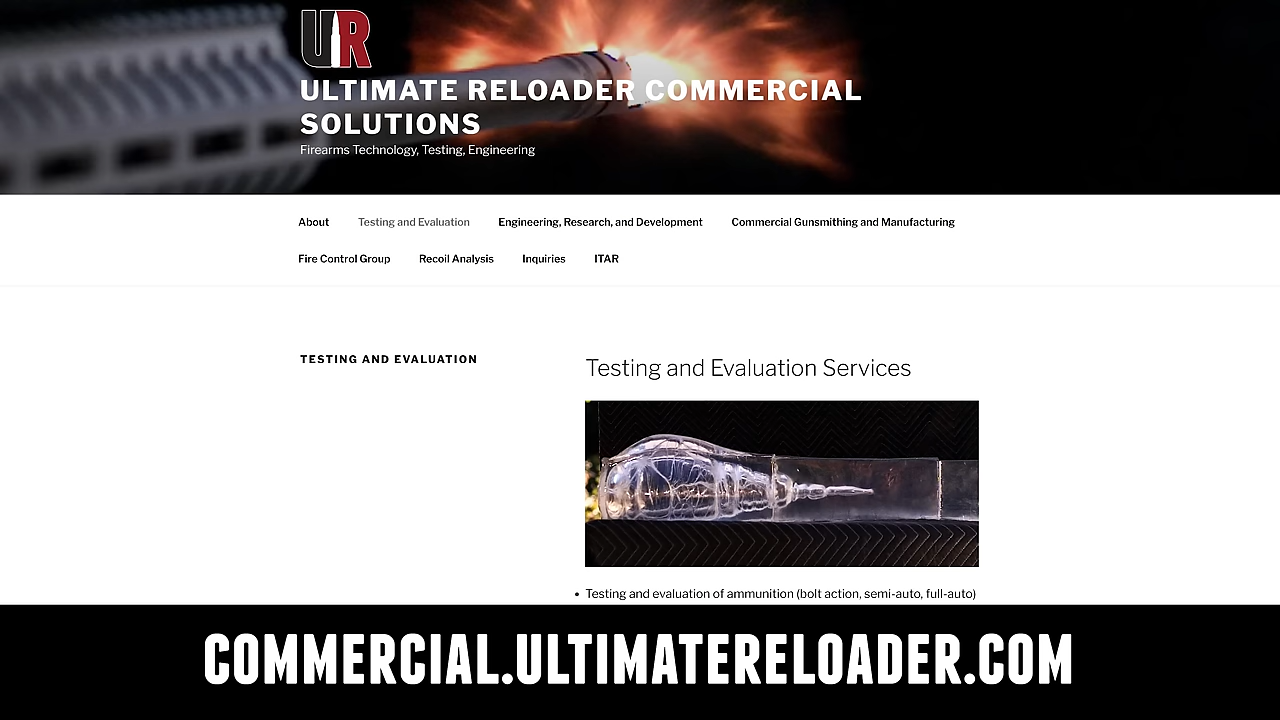 UR
ULTIMATE RELOADER COMMERCIAL
SOLUTIONS
Firearms Technology, Testing, Engineering
About Testing and Evaluation Engineering, Research, and Development Commercial Gunsmithing and Manufacturing
Fire Control Group Recoil Analysis Inquiries ITAR
TESTING AND EVALUATION
Testing and Evaluation Services
• Testing and evaluation of ammunition (bolt action, semi-auto, full-auto)
COMMERCIAL.ULTIMATERELOADER.COM